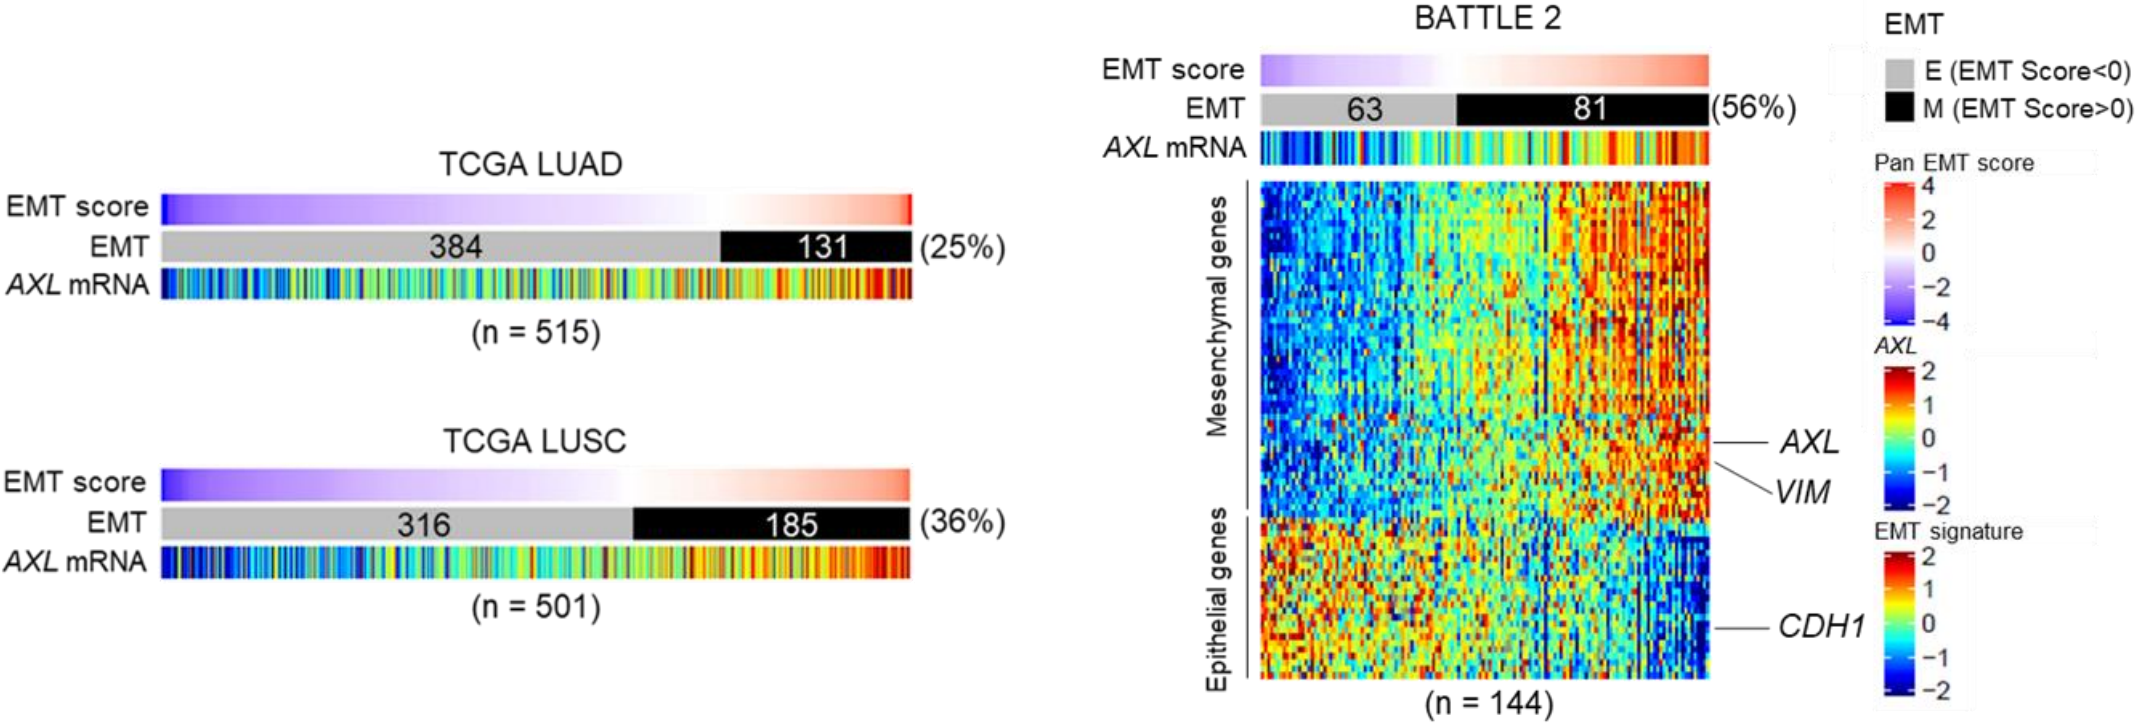 TCGA LUAD
EMT score
EMT
384
131
(25%)
AXL mRNA
(n = 515)
TCGA LUSC
EMT score
EMT
316
185
(36%)
AXL mRNA
(n = 501)
BATTLE 2
EMT score
EMT
63
81
(56%)
AXL mRNA
Mesenchymal genes
Epithelial genes
AXL
VIM
CDH1
(n = 144)
EMT
E (EMT Score<0)
M (EMT Score>0)
Pan EMT score
4
2
0
−2
−4
AXL
2
1
0
−1
−2
EMT signature
2
1
0
−1
−2